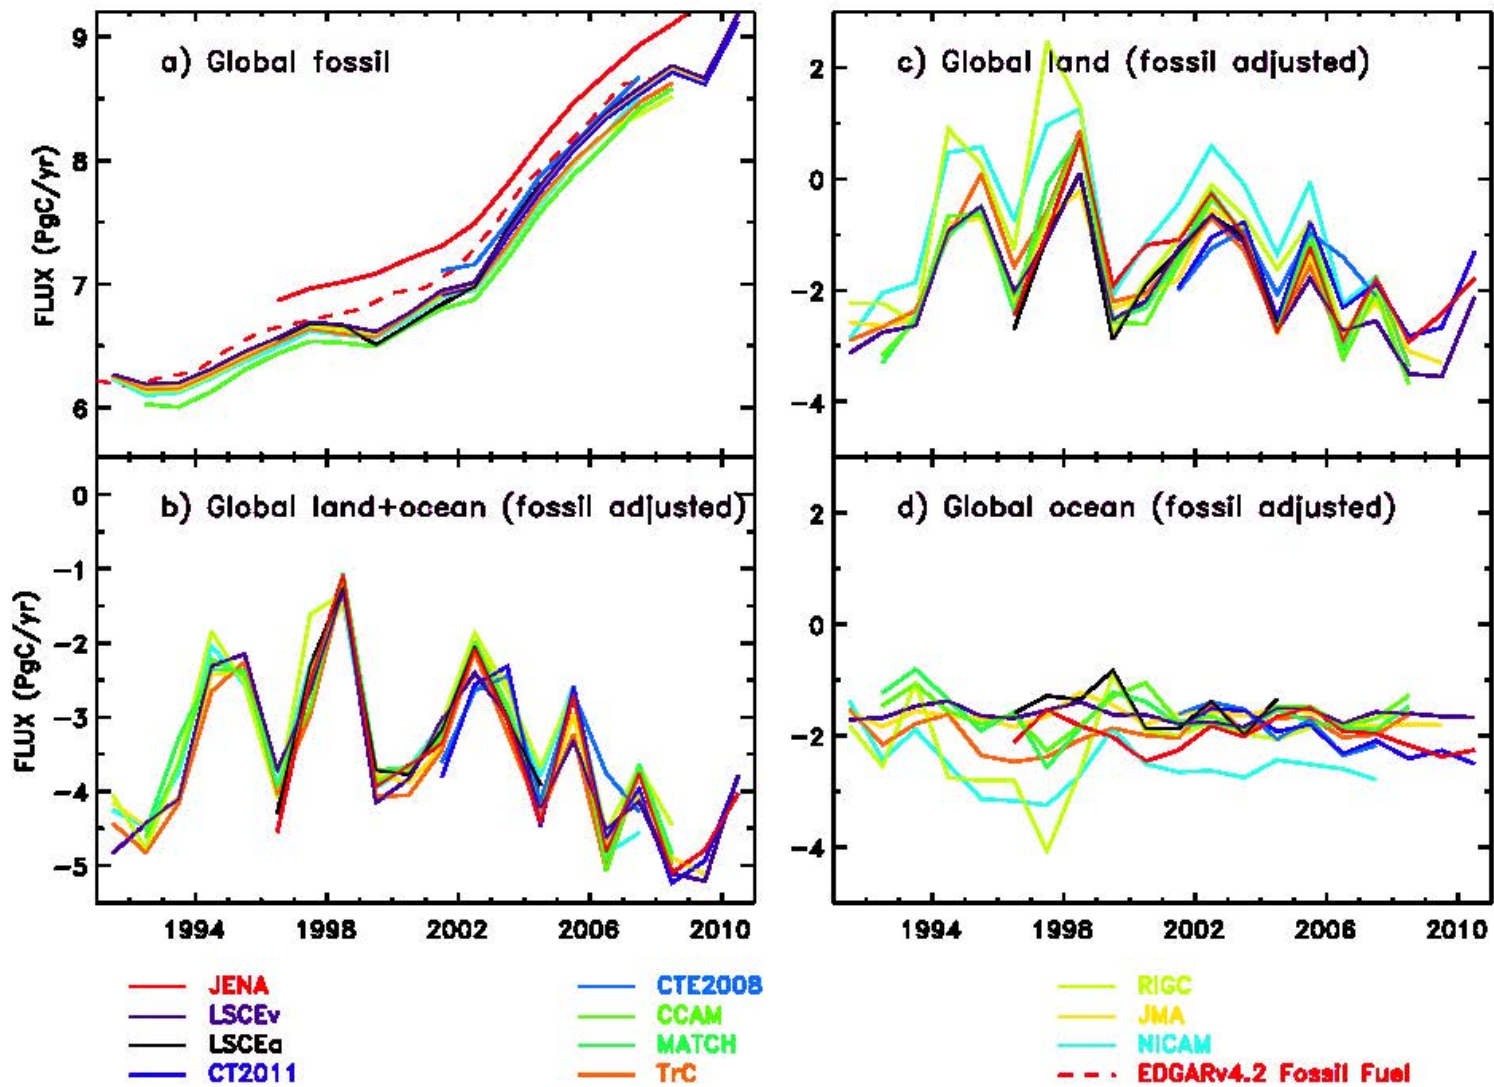 a) Global fossil
9
8
7
6
FLUX (PgC/yr)
c) Global land (fossil adjusted)
2
0
−2
−4
b) Global land+ocean (fossil adjusted)
0
−1
−2
−3
−4
−5
FLUX (PgC/yr)
1994 1998 2002 2006 2010
d) Global ocean (fossil adjusted)
2
0
−2
−4
1994 1998 2002 2006 2010
JENA CTE2008 RIGC
LSCEv CCAM JMA
LSCEa MATCH NICAM
CT2011 TrC EDGARv4.2 Fossil Fuel